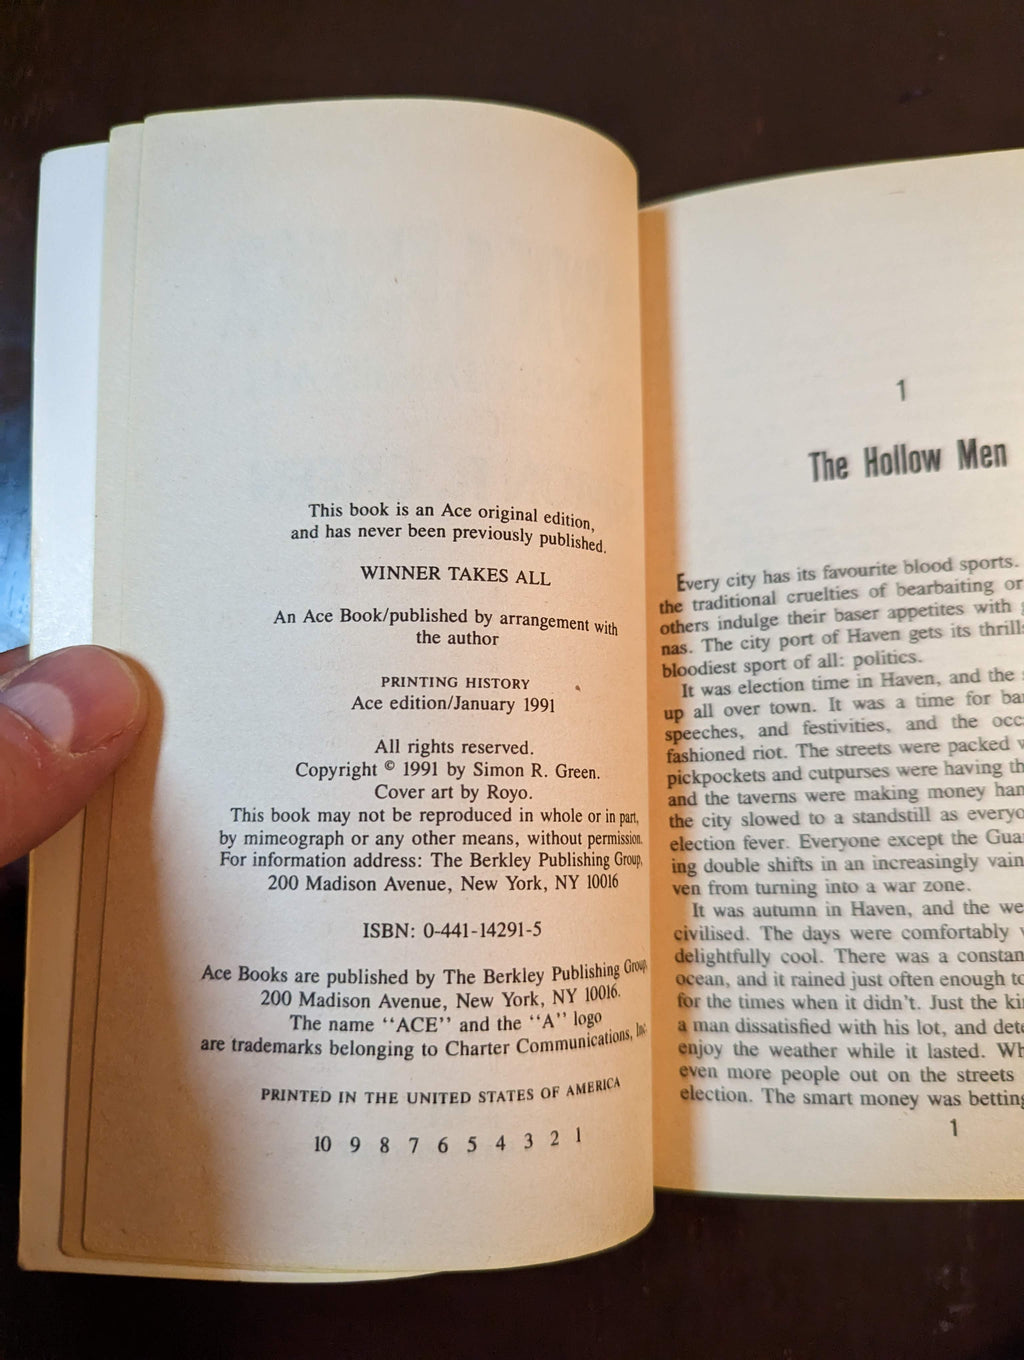 This book is an Ace original edition,
and has never been previously published.
WINNER TAKES ALL
An Ace Book/published by arrangement with
the author
PRINTING HISTORY
Ace edition/January 1991
All rights reserved.
Copyright © 1991 by Simon R. Green.
Cover art by Royo.
This book may not be reproduced in whole or in part,
by mimeograph or any other means, without permission.
For information address: The Berkley Publishing Group,
200 Madison Avenue, New York, NY 10016
ISBN: 0-441-14291-5
Ace Books are published by The Berkley Publishing Group,
200 Madison Avenue, New York, NY 10016.
The name "ACE" and the "A" logo
are trademarks belonging to Charter Communications, Inc.
PRINTED IN THE UNITED STATES OF AMERICA
10 9 8 7 6 5 4 3 2 1
1
The Hollow Men
Every city has its favourite blood sports.
the traditional cruelties of bearbaiting or
others indulge their baser appetites with
nas. The city port of Haven gets its thrills
bloodiest sport of all: politics.
It was election time in Haven, and the
up all over town. It was a time for ban
speeches, and festivities, and the occ
fashioned riot. The streets were packed
pickpockets and cutpurses were having th
and the taverns were making money han
the city slowed to a standstill as everyo
election fever. Everyone except the Gua
ing double shifts in an increasingly vain
ven from turning into a war zone.
It was autumn in Haven, and the we
civilised. The days were comfortably
delightfully cool. There was a constan
ocean, and it rained just often enough to
for the times when it didn't. Just the ki
a man dissatisfied with his lot, and dete
enjoy the weather while it lasted. Wh
even more people out on the streets
election. The smart money was betting
1